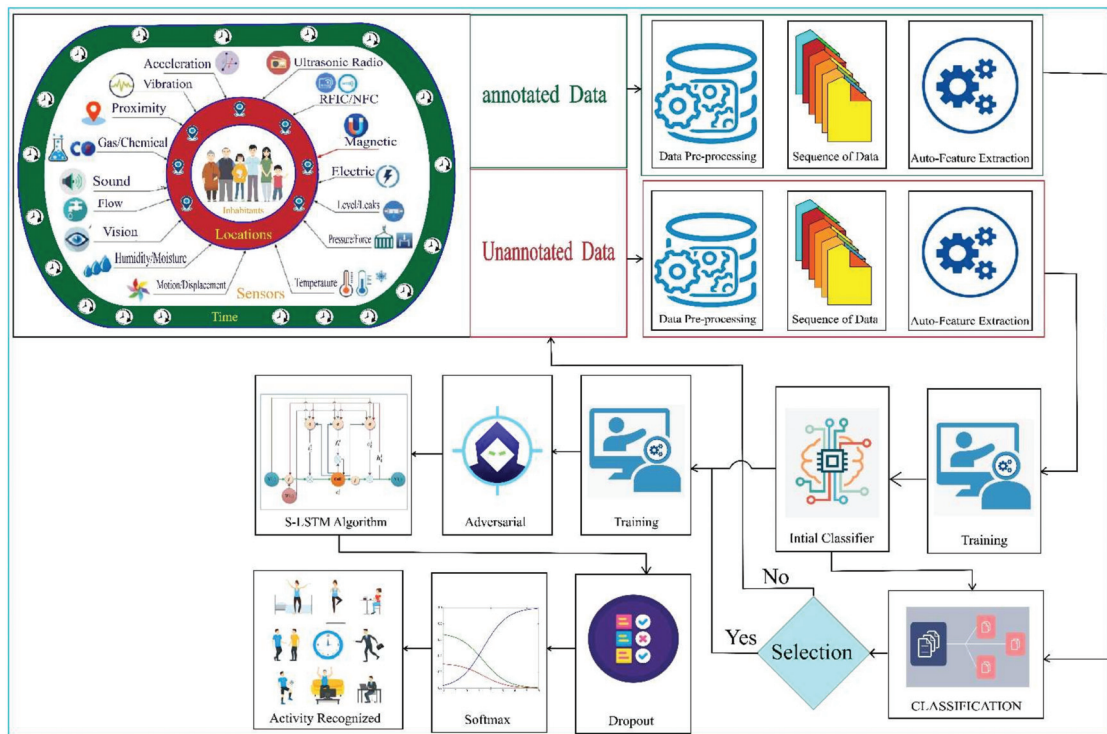 Acceleration
Ultrasonic Radio
Vibration
RFIC/NFC
Proximity
Magnetic
Gas/Chemical
Electric
Sound
Inhabitants
Level/Leaks
Flow
Locations
Vision
Pressure/Force
Humidity/Moisture
Temperature
Motion/Displacement
Sensors
Time
annotated Data
Data Pre-processing
Sequence of Data
Auto-Feature Extraction
Unannotated Data
Data Pre-processing
Sequence of Data
Auto-Feature Extraction
S-LSTM Algorithm
Adversarial
Training
Intial Classifier
Training
No
Yes
Selection
CLASSIFICATION
Activity Recognized
Softmax
Dropout